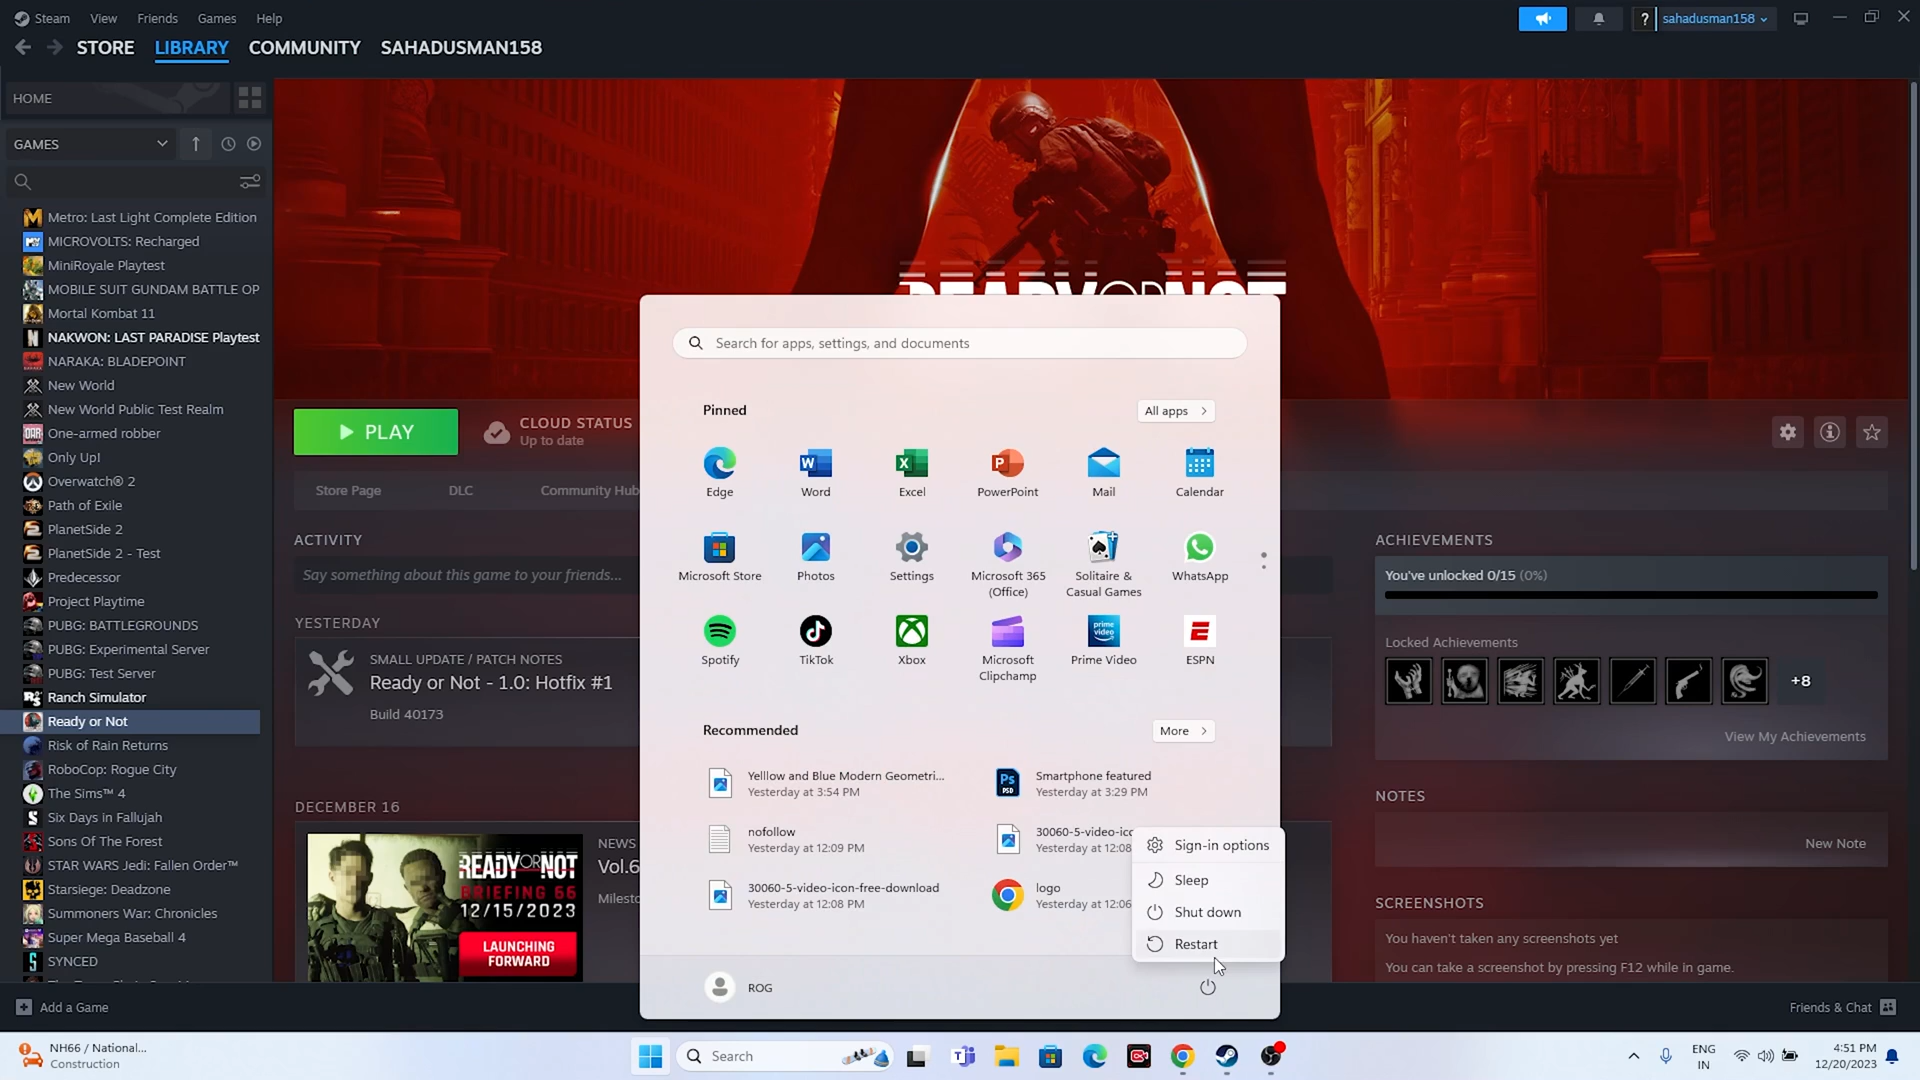 Steam View Friends Games Help
? sahadusman158
STORE LIBRARY COMMUNITY SAHADUSMAN158
HOME
GAMES
Metro: Last Light Complete Edition
MICROVOLTS: Recharged
MiniRoyale Playtest
MOBILE SUIT GUNDAM BATTLE OP
Mortal Kombat 11
NAKWON: LAST PARADISE Playtest
NARAKA: BLADEPOINT
New World
New World Public Test Realm
One-armed robber
Only Up!
Overwatch® 2
Path of Exile
PlanetSide 2
PlanetSide 2 - Test
Predecessor
Project Playtime
PUBG: BATTLEGROUNDS
PUBG: Experimental Server
PUBG: Test Server
Ranch Simulator
Ready or Not
Risk of Rain Returns
RoboCop: Rogue City
The Sims™ 4
Six Days in Fallujah
Sons Of The Forest
STAR WARS Jedi: Fallen Order™
Starsiege: Deadzone
Summoners War: Chronicles
Super Mega Baseball 4
SYNCED
Add a Game
READY OR NOT
PLAY
CLOUD STATUS
Up to date
Store Page DLC Community Hub
ACTIVITY
Say something about this game to your friends...
YESTERDAY
SMALL UPDATE / PATCH NOTES
Ready or Not - 1.0: Hotfix #1
Build 40173
DECEMBER 16
READY OR NOT
BRIEFING 66
12/15/2023
LAUNCHING
FORWARD
NEWS
Vol.6
Milesto
Search for apps, settings, and documents
Pinned
All apps
Edge Word Excel PowerPoint Mail Calendar
Microsoft Store Photos Settings Microsoft 365 (Office) Solitaire & Casual Games WhatsApp
prime video
Spotify TikTok Xbox Microsoft Clipchamp Prime Video ESPN
Recommended
More
Yelllow and Blue Modern Geometri...
Yesterday at 3:54 PM
Ps
PSD
Smartphone featured
Yesterday at 3:29 PM
nofollow
Yesterday at 12:09 PM
30060-5-video-ic
Yesterday at 12:08
30060-5-video-icon-free-download
Yesterday at 12:08 PM
logo
Yesterday at 12:06
Sign-in options
Sleep
Shut down
Restart
ROG
ACHIEVEMENTS
You've unlocked 0/15 (0%)
Locked Achievements
+8
View My Achievements
NOTES
New Note
SCREENSHOTS
You haven't taken any screenshots yet
You can take a screenshot by pressing F12 while in game.
Friends & Chat
NH66 / National...
Construction
Search
ENG
IN
4:51 PM
12/20/2023